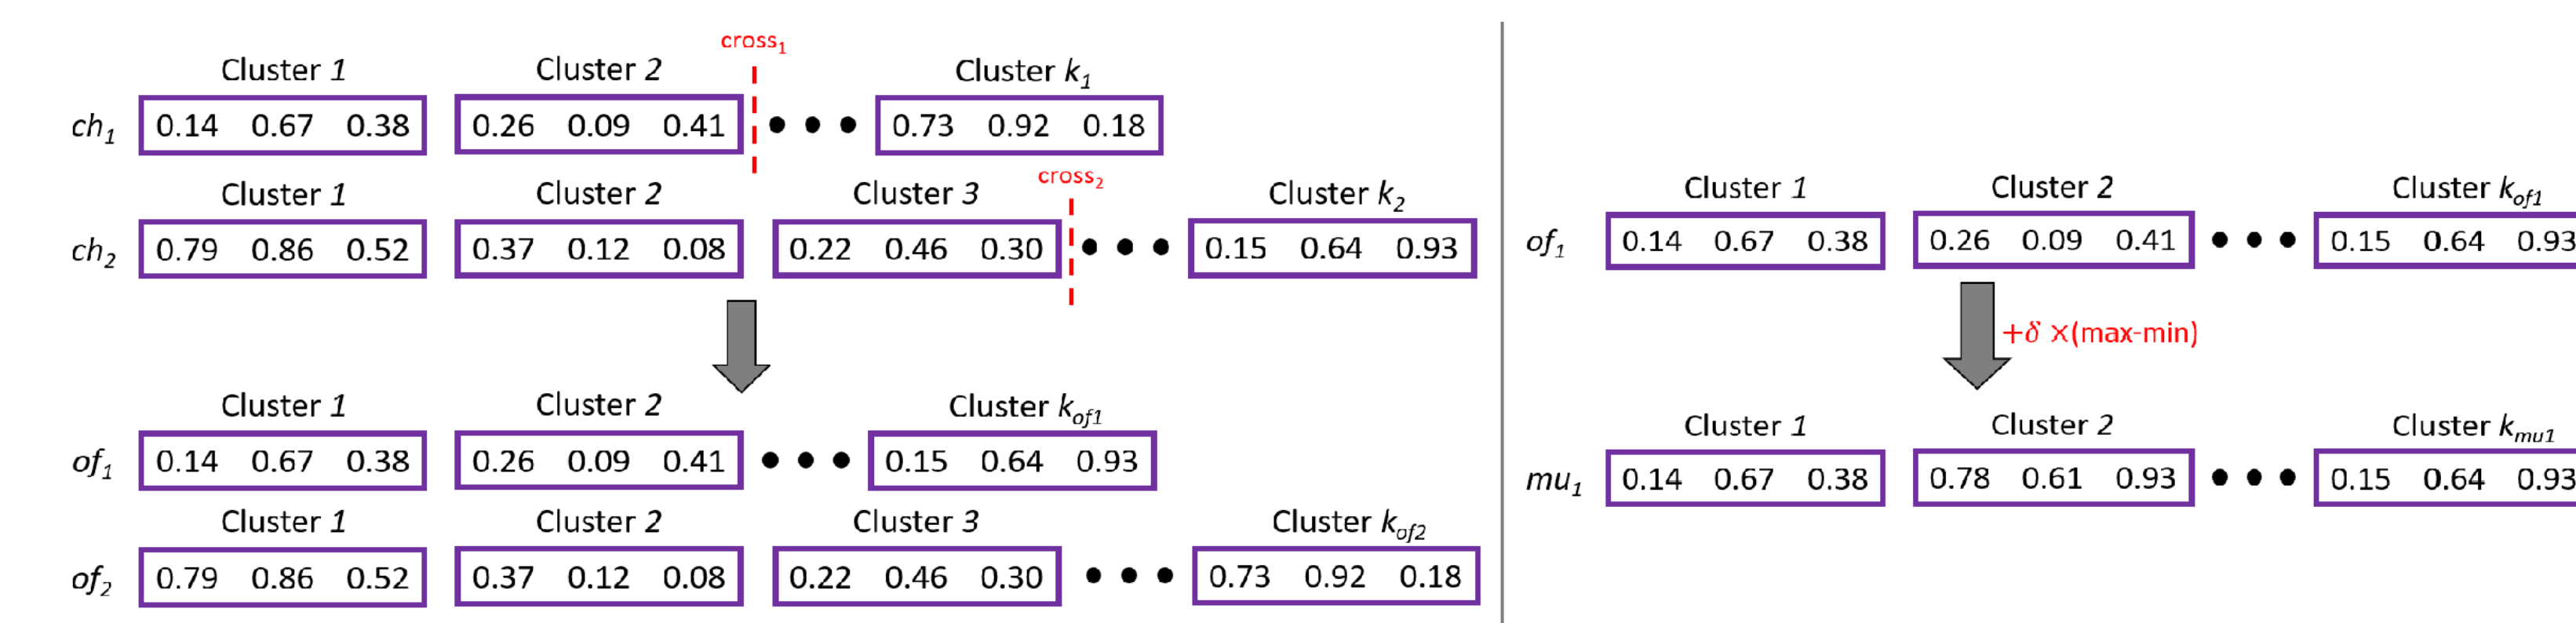 cross1
Cluster 1 Cluster 2 Cluster k1
ch1 0.14 0.67 0.38 0.26 0.09 0.41 0.73 0.92 0.18
cross2
Cluster 1 Cluster 2 Cluster 3 Cluster k2
ch2 0.79 0.86 0.52 0.37 0.12 0.08 0.22 0.46 0.30 0.15 0.64 0.93
Cluster 1 Cluster 2 Cluster kof1
of1 0.14 0.67 0.38 0.26 0.09 0.41 0.15 0.64 0.93
Cluster 1 Cluster 2 Cluster 3 Cluster kof2
of2 0.79 0.86 0.52 0.37 0.12 0.08 0.22 0.46 0.30 0.73 0.92 0.18
Cluster 1 Cluster 2 Cluster kof1
of1 0.14 0.67 0.38 0.26 0.09 0.41 0.15 0.64 0.93
+δ ×(max-min)
Cluster 1 Cluster 2 Cluster kmu1
mu1 0.14 0.67 0.38 0.78 0.61 0.93 0.15 0.64 0.93